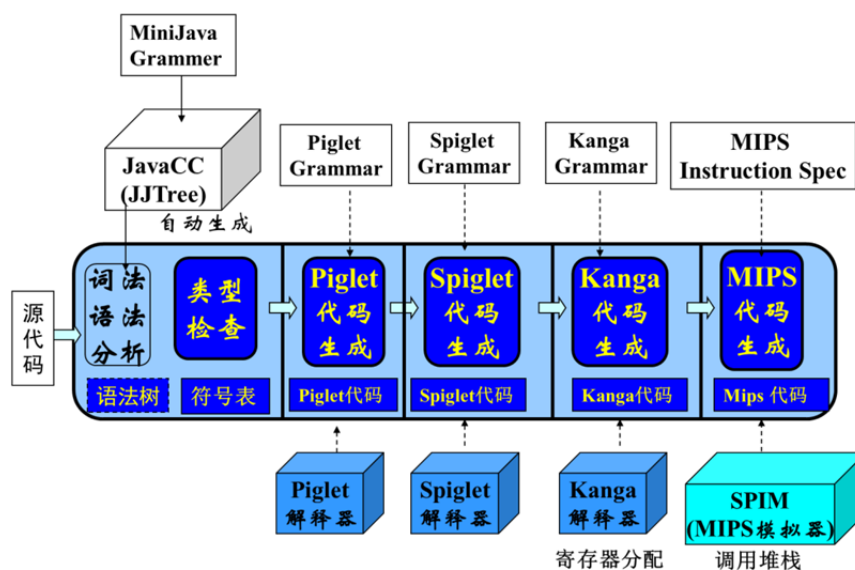 MiniJava
Grammer
JavaCC
(JJTree)
自动生成
Piglet
Grammar
Spiglet
Grammar
Kanga
Grammar
MIPS
Instruction Spec
源
代
码
词法
语法
分析
类型
检查
Piglet
代码
生成
Spiglet
代码
生成
Kanga
代码
生成
MIPS
代码
生成
语法树
符号表
Piglet代码
Spiglet代码
Kanga代码
Mips 代码
Piglet
解释器
Spiglet
解释器
Kanga
解释器
SPIM
(MIPS模拟器)
寄存器分配
调用堆栈